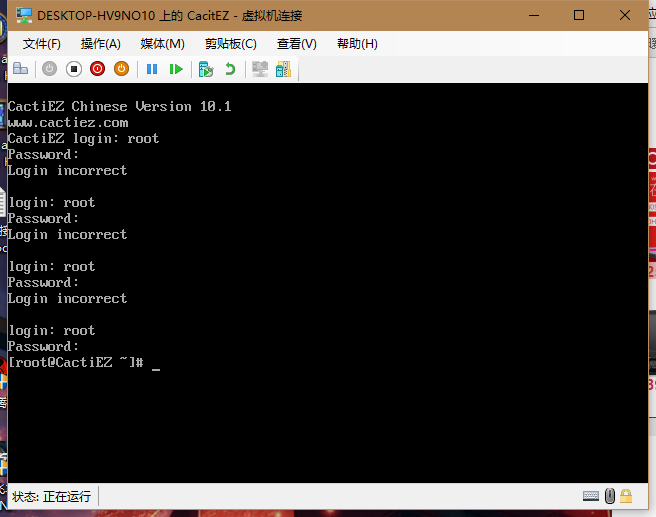 DESKTOP-HV9NO10 上的 CacitEZ - 虚拟机连接
文件(F) 操作(A) 媒体(M) 剪贴板(C) 查看(V) 帮助(H)
CactiEZ Chinese Version 10.1
www.cactiez.com
CactiEZ login: root
Password:
Login incorrect
login: root
Password:
Login incorrect
login: root
Password:
Login incorrect
login: root
Password:
[root@CactiEZ ~]# _
状态: 正在运行